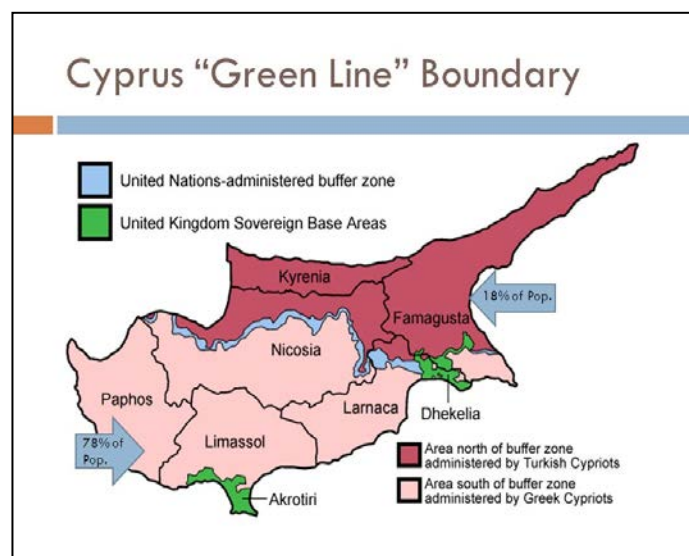 Cyprus “Green Line” Boundary
United Nations-administered buffer zone
United Kingdom Sovereign Base Areas
Kyrenia
18% of Pop.
Famagusta
Nicosia
Paphos
Larnaca
Dhekelia
78% of
Pop.
Limassol
Area north of buffer zone
administered by Turkish Cypriots
Area south of buffer zone
administered by Greek Cypriots
Akrotiri